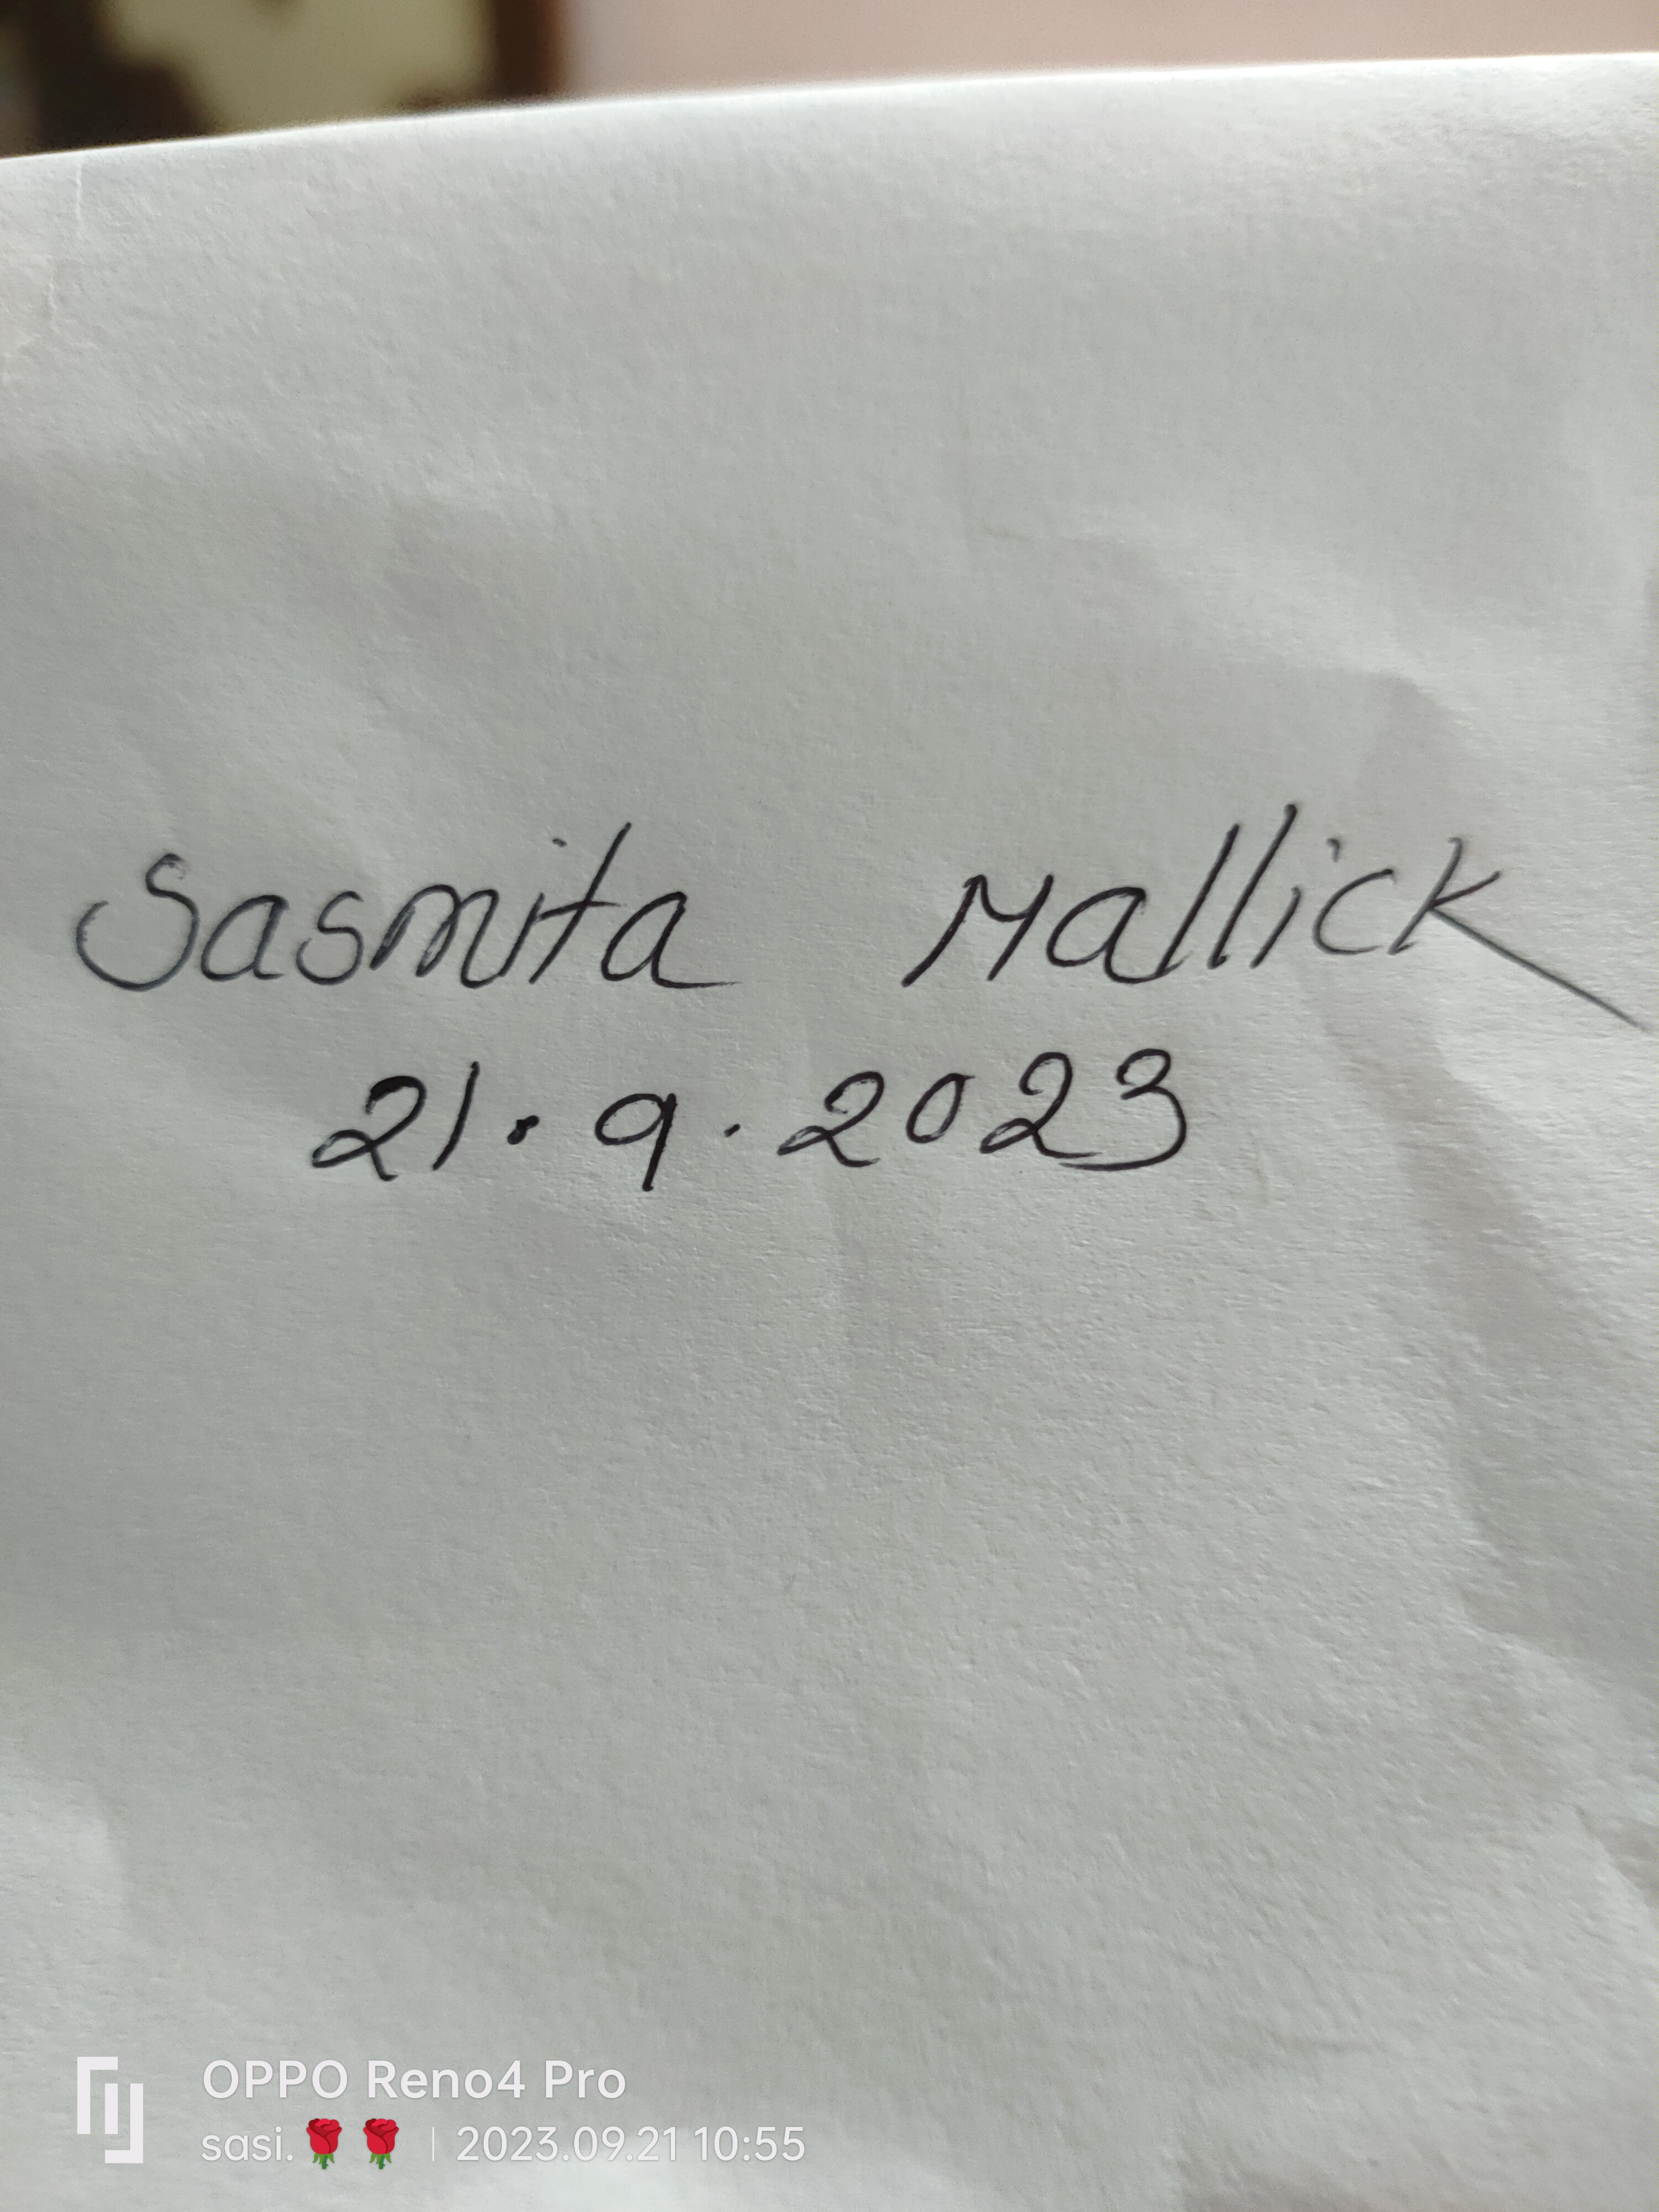 Sasmita Mallick
21.9.2023
OPPO Reno4 Pro
sasi.🌹🌹 | 2023.09.21 10:55